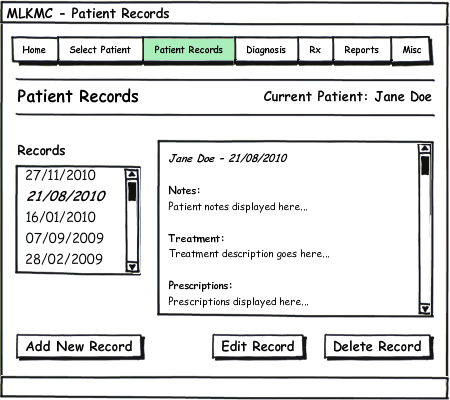 MLKMC - Patient Records
Home Select Patient Patient Records Diagnosis Rx Reports Misc
Patient Records
Current Patient: Jane Doe
Records
27/11/2010
21/08/2010
16/01/2010
07/09/2009
28/02/2009
Jane Doe - 21/08/2010
Notes:
Patient notes displayed here...
Treatment:
Treatment description goes here...
Prescriptions:
Prescriptions displayed here...
Add New Record
Edit Record
Delete Record